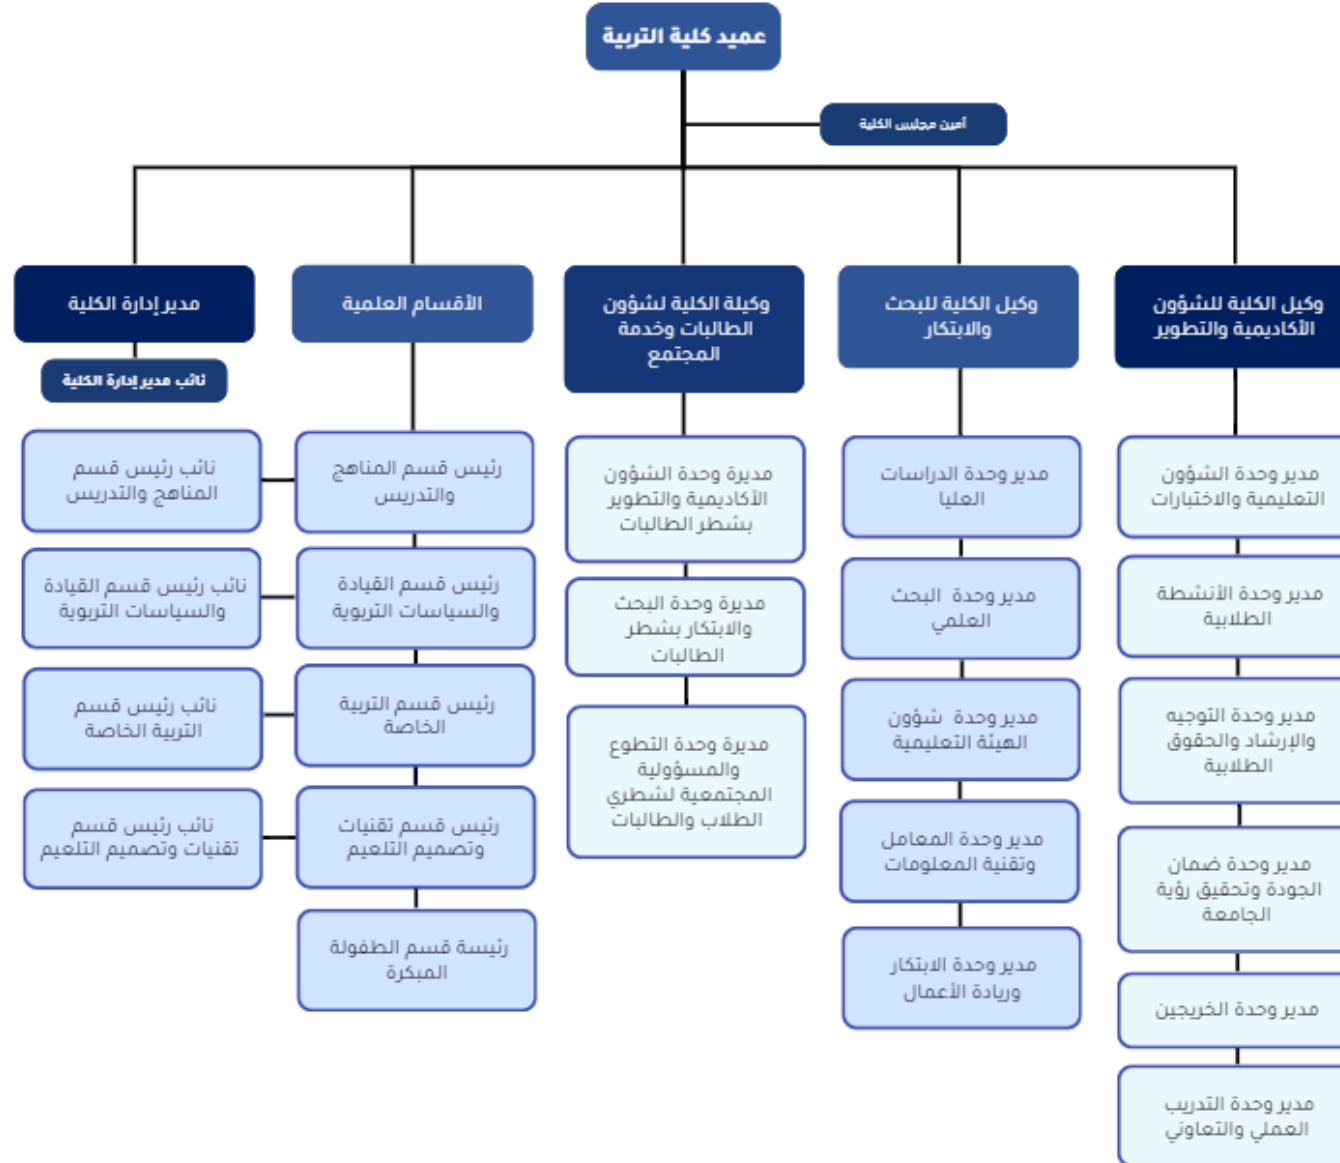 عميد كلية التربية
أمين مجلس الكلية
وكيل الكلية للشؤون
الأكاديمية والتطوير
وكيل الكلية للبحث
والابتكار
وكيلة الكلية لشؤون
الطالبات وخدمة
المجتمع
الأقسام العلمية
مدير إدارة الكلية
نائب مدير إدارة الكلية
مدير وحدة الشؤون
التعليمية والاختبارات
مدير وحدة الأنشطة
الطلابية
مدير وحدة التوجيه
والإرشاد والحقوق
الطلابية
مدير وحدة ضمان
الجودة وتحقيق رؤية
الجامعة
مدير وحدة الخريجين
مدير وحدة التدريب
العملي والتعاوني
مدير وحدة الدراسات
العليا
مدير وحدة البحث
العلمي
مدير وحدة شؤون
الهيئة التعليمية
مدير وحدة المعامل
وتقنية المعلومات
مدير وحدة الابتكار
وريادة الأعمال
مديرة وحدة الشؤون
الأكاديمية والتطوير
بشطر الطالبات
مديرة وحدة البحث
والابتكار بشطر
الطالبات
مديرة وحدة التطوع
والمسؤولية
المجتمعية لشطري
الطلاب والطالبات
رئيس قسم المناهج
والتدريس
رئيس قسم القيادة
والسياسات التربوية
رئيس قسم التربية
الخاصة
رئيس قسم تقنيات
وتصميم التلعيم
رئيسة قسم الطفولة
المبكرة
نائب رئيس قسم
المناهج والتدريس
نائب رئيس قسم القيادة
والسياسات التربوية
نائب رئيس قسم
التربية الخاصة
نائب رئيس قسم
تقنيات وتصميم التلعيم